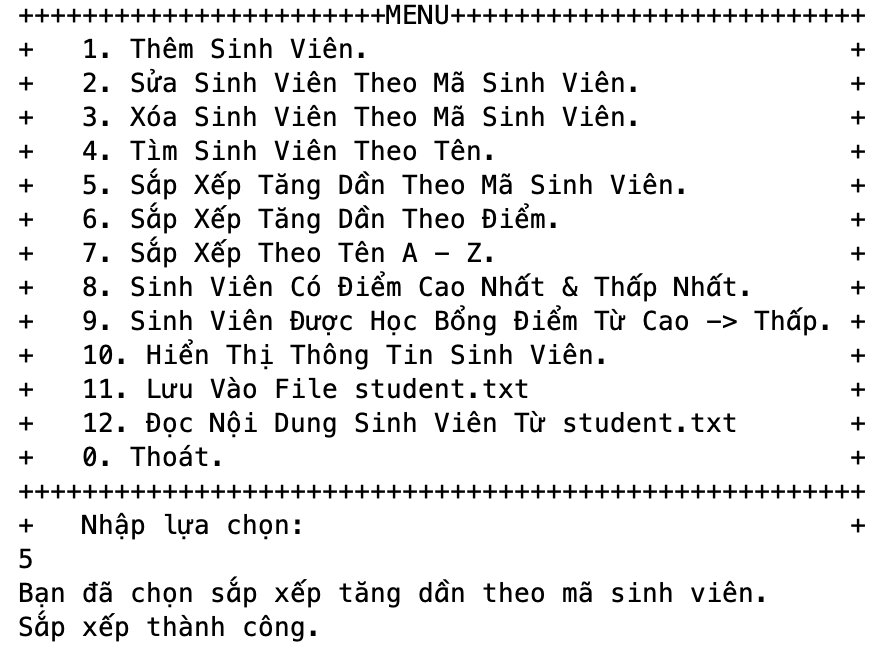 +++++++++++++++++++++++MENU++++++++++++++++++++++++++
+   1. Thêm Sinh Viên.                              +
+   2. Sửa Sinh Viên Theo Mã Sinh Viên.             +
+   3. Xóa Sinh Viên Theo Mã Sinh Viên.             +
+   4. Tìm Sinh Viên Theo Tên.                      +
+   5. Sắp Xếp Tăng Dần Theo Mã Sinh Viên.          +
+   6. Sắp Xếp Tăng Dần Theo Điểm.                  +
+   7. Sắp Xếp Theo Tên A - Z.                      +
+   8. Sinh Viên Có Điểm Cao Nhất & Thấp Nhất.      +
+   9. Sinh Viên Được Học Bổng Điểm Từ Cao -> Thấp. +
+   10. Hiển Thị Thông Tin Sinh Viên.               +
+   11. Lưu Vào File student.txt                    +
+   12. Đọc Nội Dung Sinh Viên Từ student.txt       +
+   0. Thoát.                                       +
+++++++++++++++++++++++++++++++++++++++++++++++++++++
+   Nhập lựa chọn:                                  +
5
Bạn đã chọn sắp xếp tăng dần theo mã sinh viên.
Sắp xếp thành công.